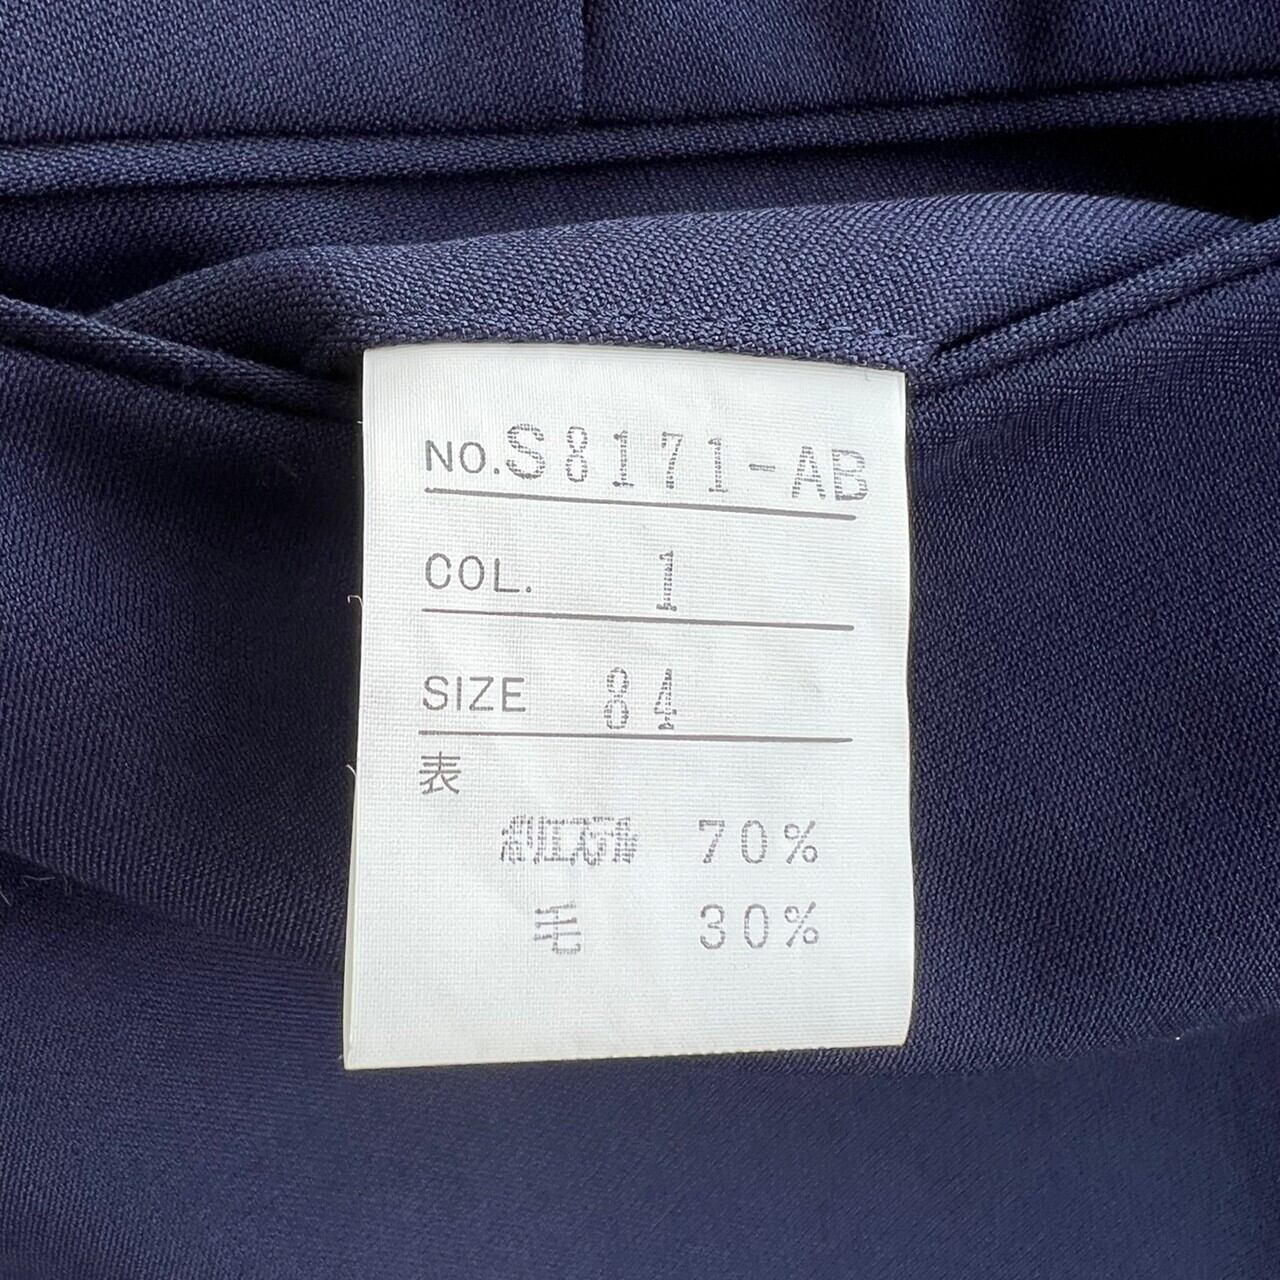 NO. S8171-AB
COL. 1
SIZE 84
表
ポリエステル 70%
毛 30%